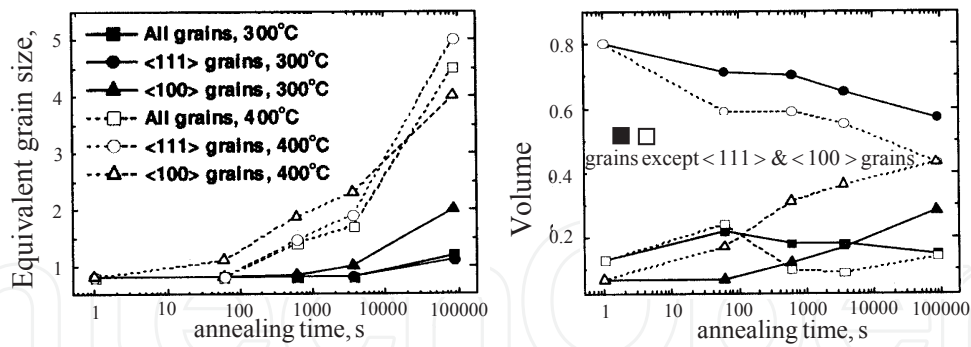 Equivalent grain size,
5
4
3
2
1
All grains, 300°C
<111> grains, 300°C
<100> grains, 300°C
All grains, 400°C
<111> grains, 400°C
<100> grains, 400°C
1 10 100 1000 10000 100000
annealing time, s
Volume
0.8
0.6
0.4
0.2
grains except <111> & <100> grains
1 10 100 1000 10000 100000
annealing time, s